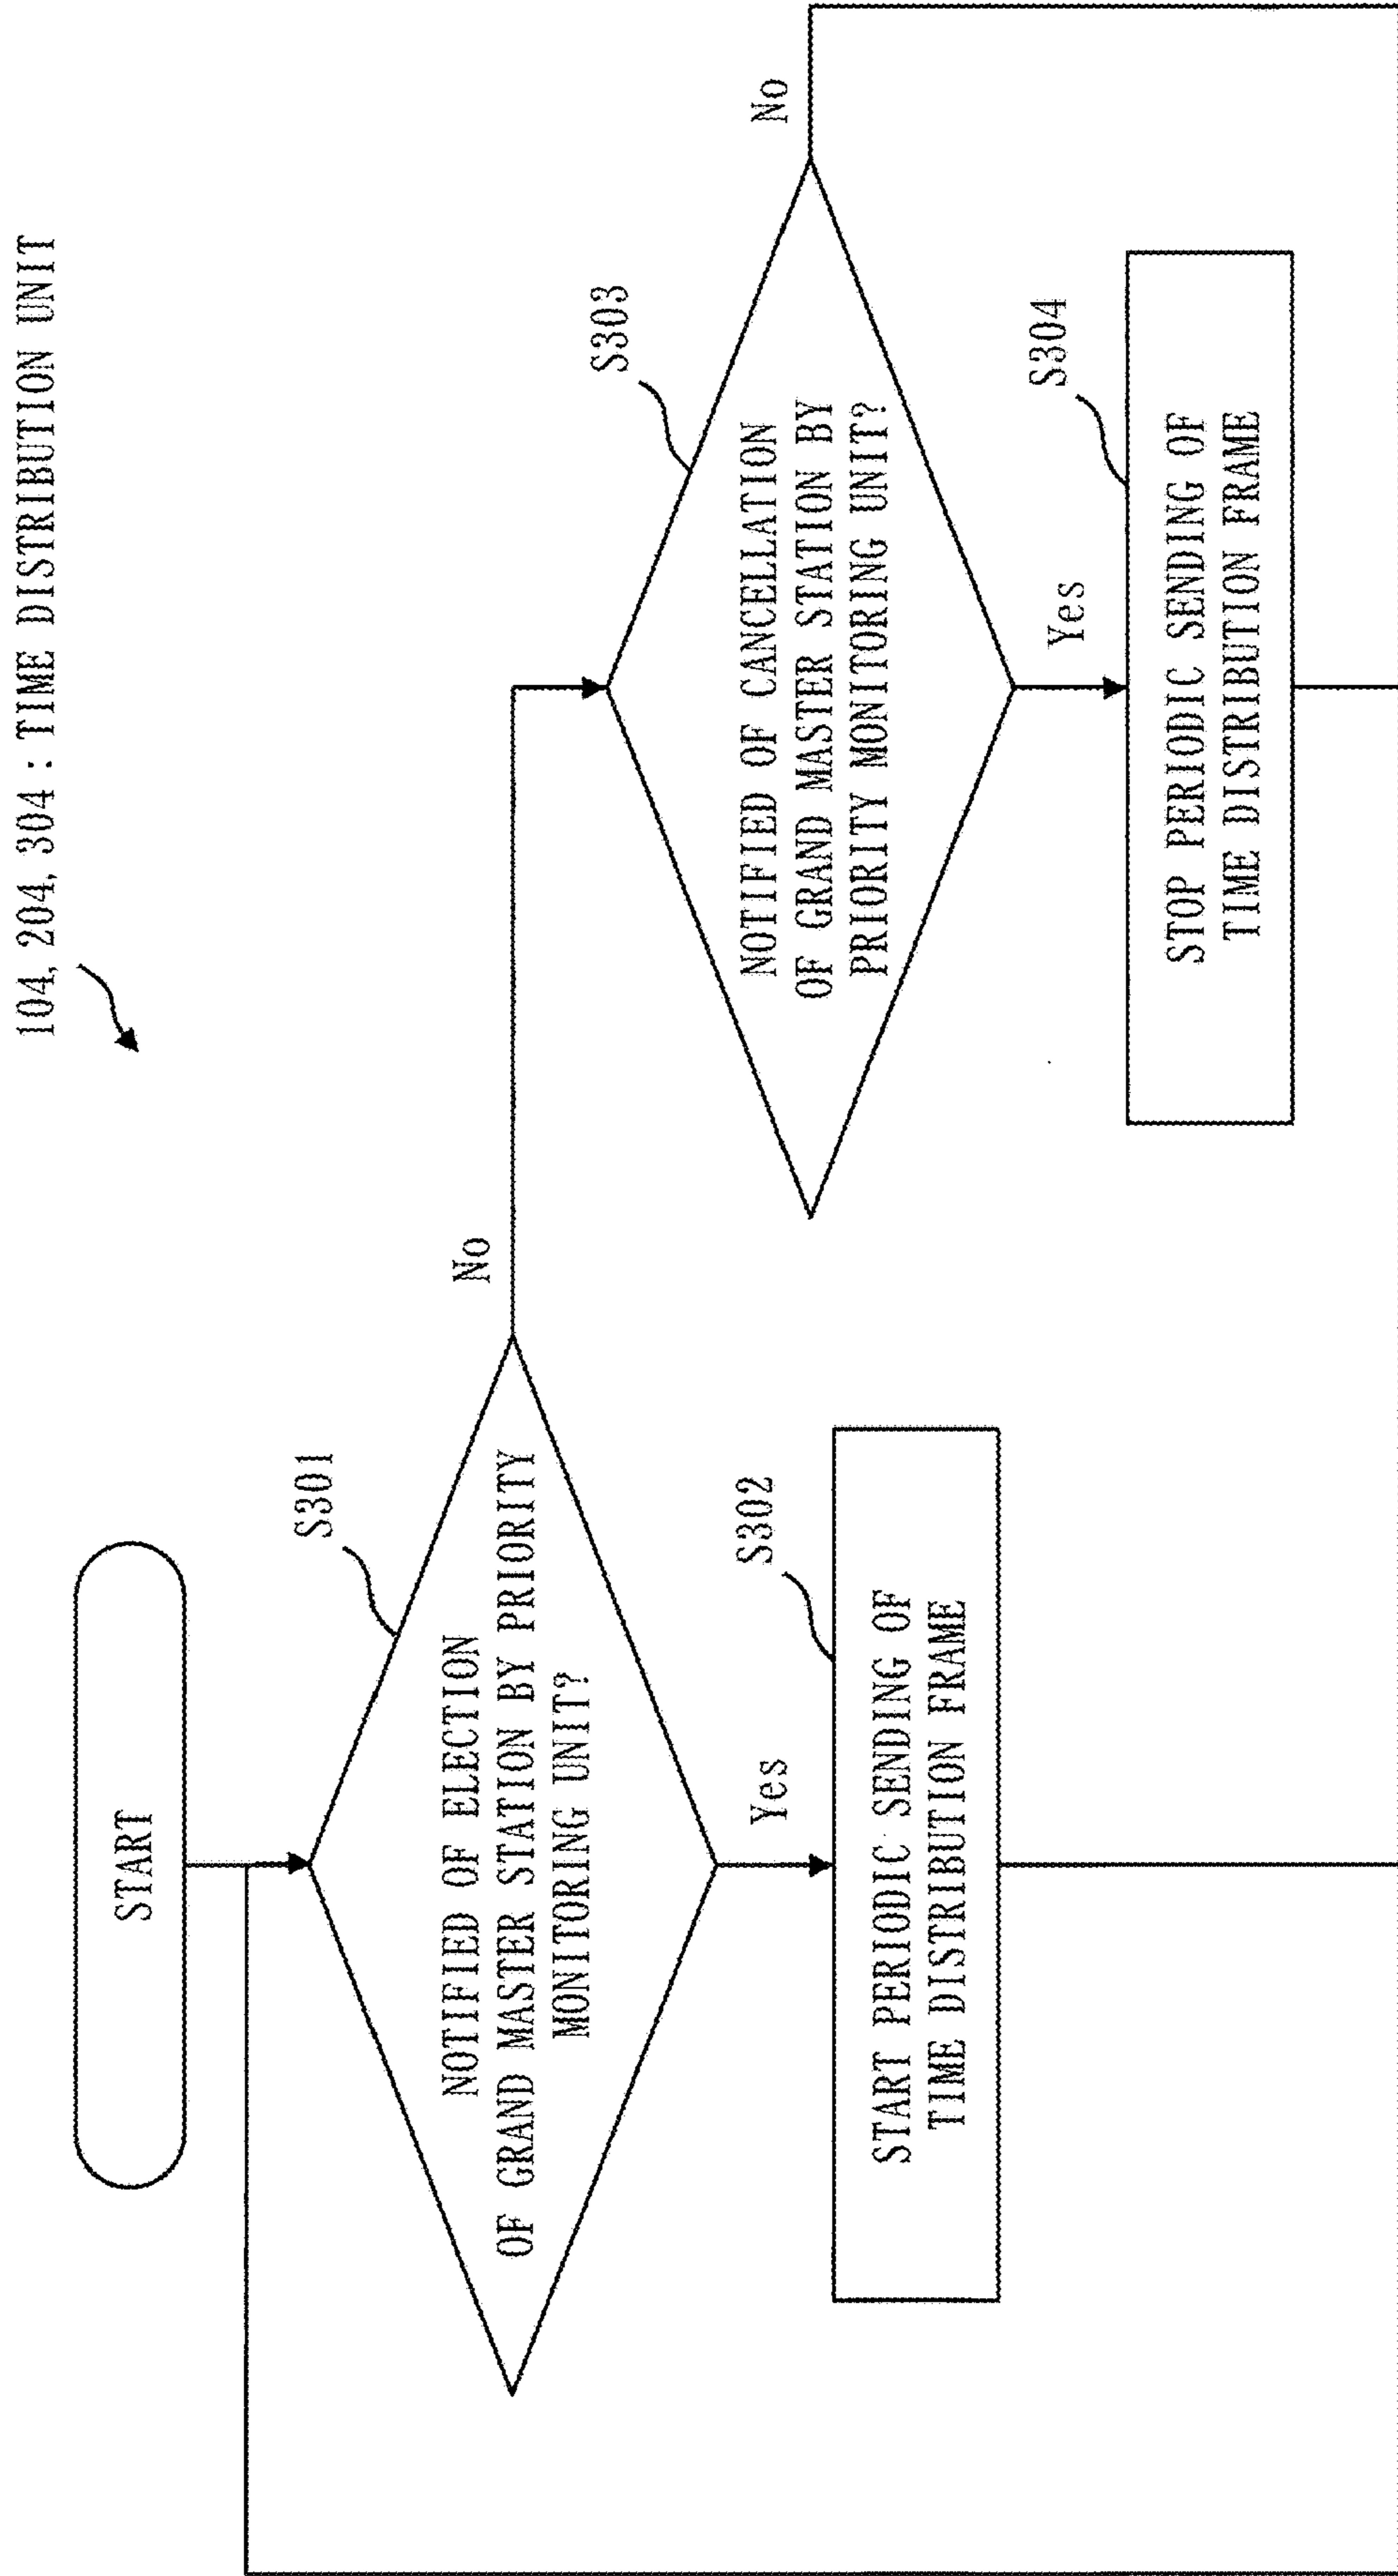 104, 204, 304 : TIME DISTRIBUTION UNIT
START
S301
NOTIFIED OF ELECTION
OF GRAND MASTER STATION BY PRIORITY
MONITORING UNIT?
No
Yes
S302
START PERIODIC SENDING OF
TIME DISTRIBUTION FRAME
S303
NOTIFIED OF CANCELLATION
OF GRAND MASTER STATION BY
PRIORITY MONITORING UNIT?
No
Yes
S304
STOP PERIODIC SENDING OF
TIME DISTRIBUTION FRAME